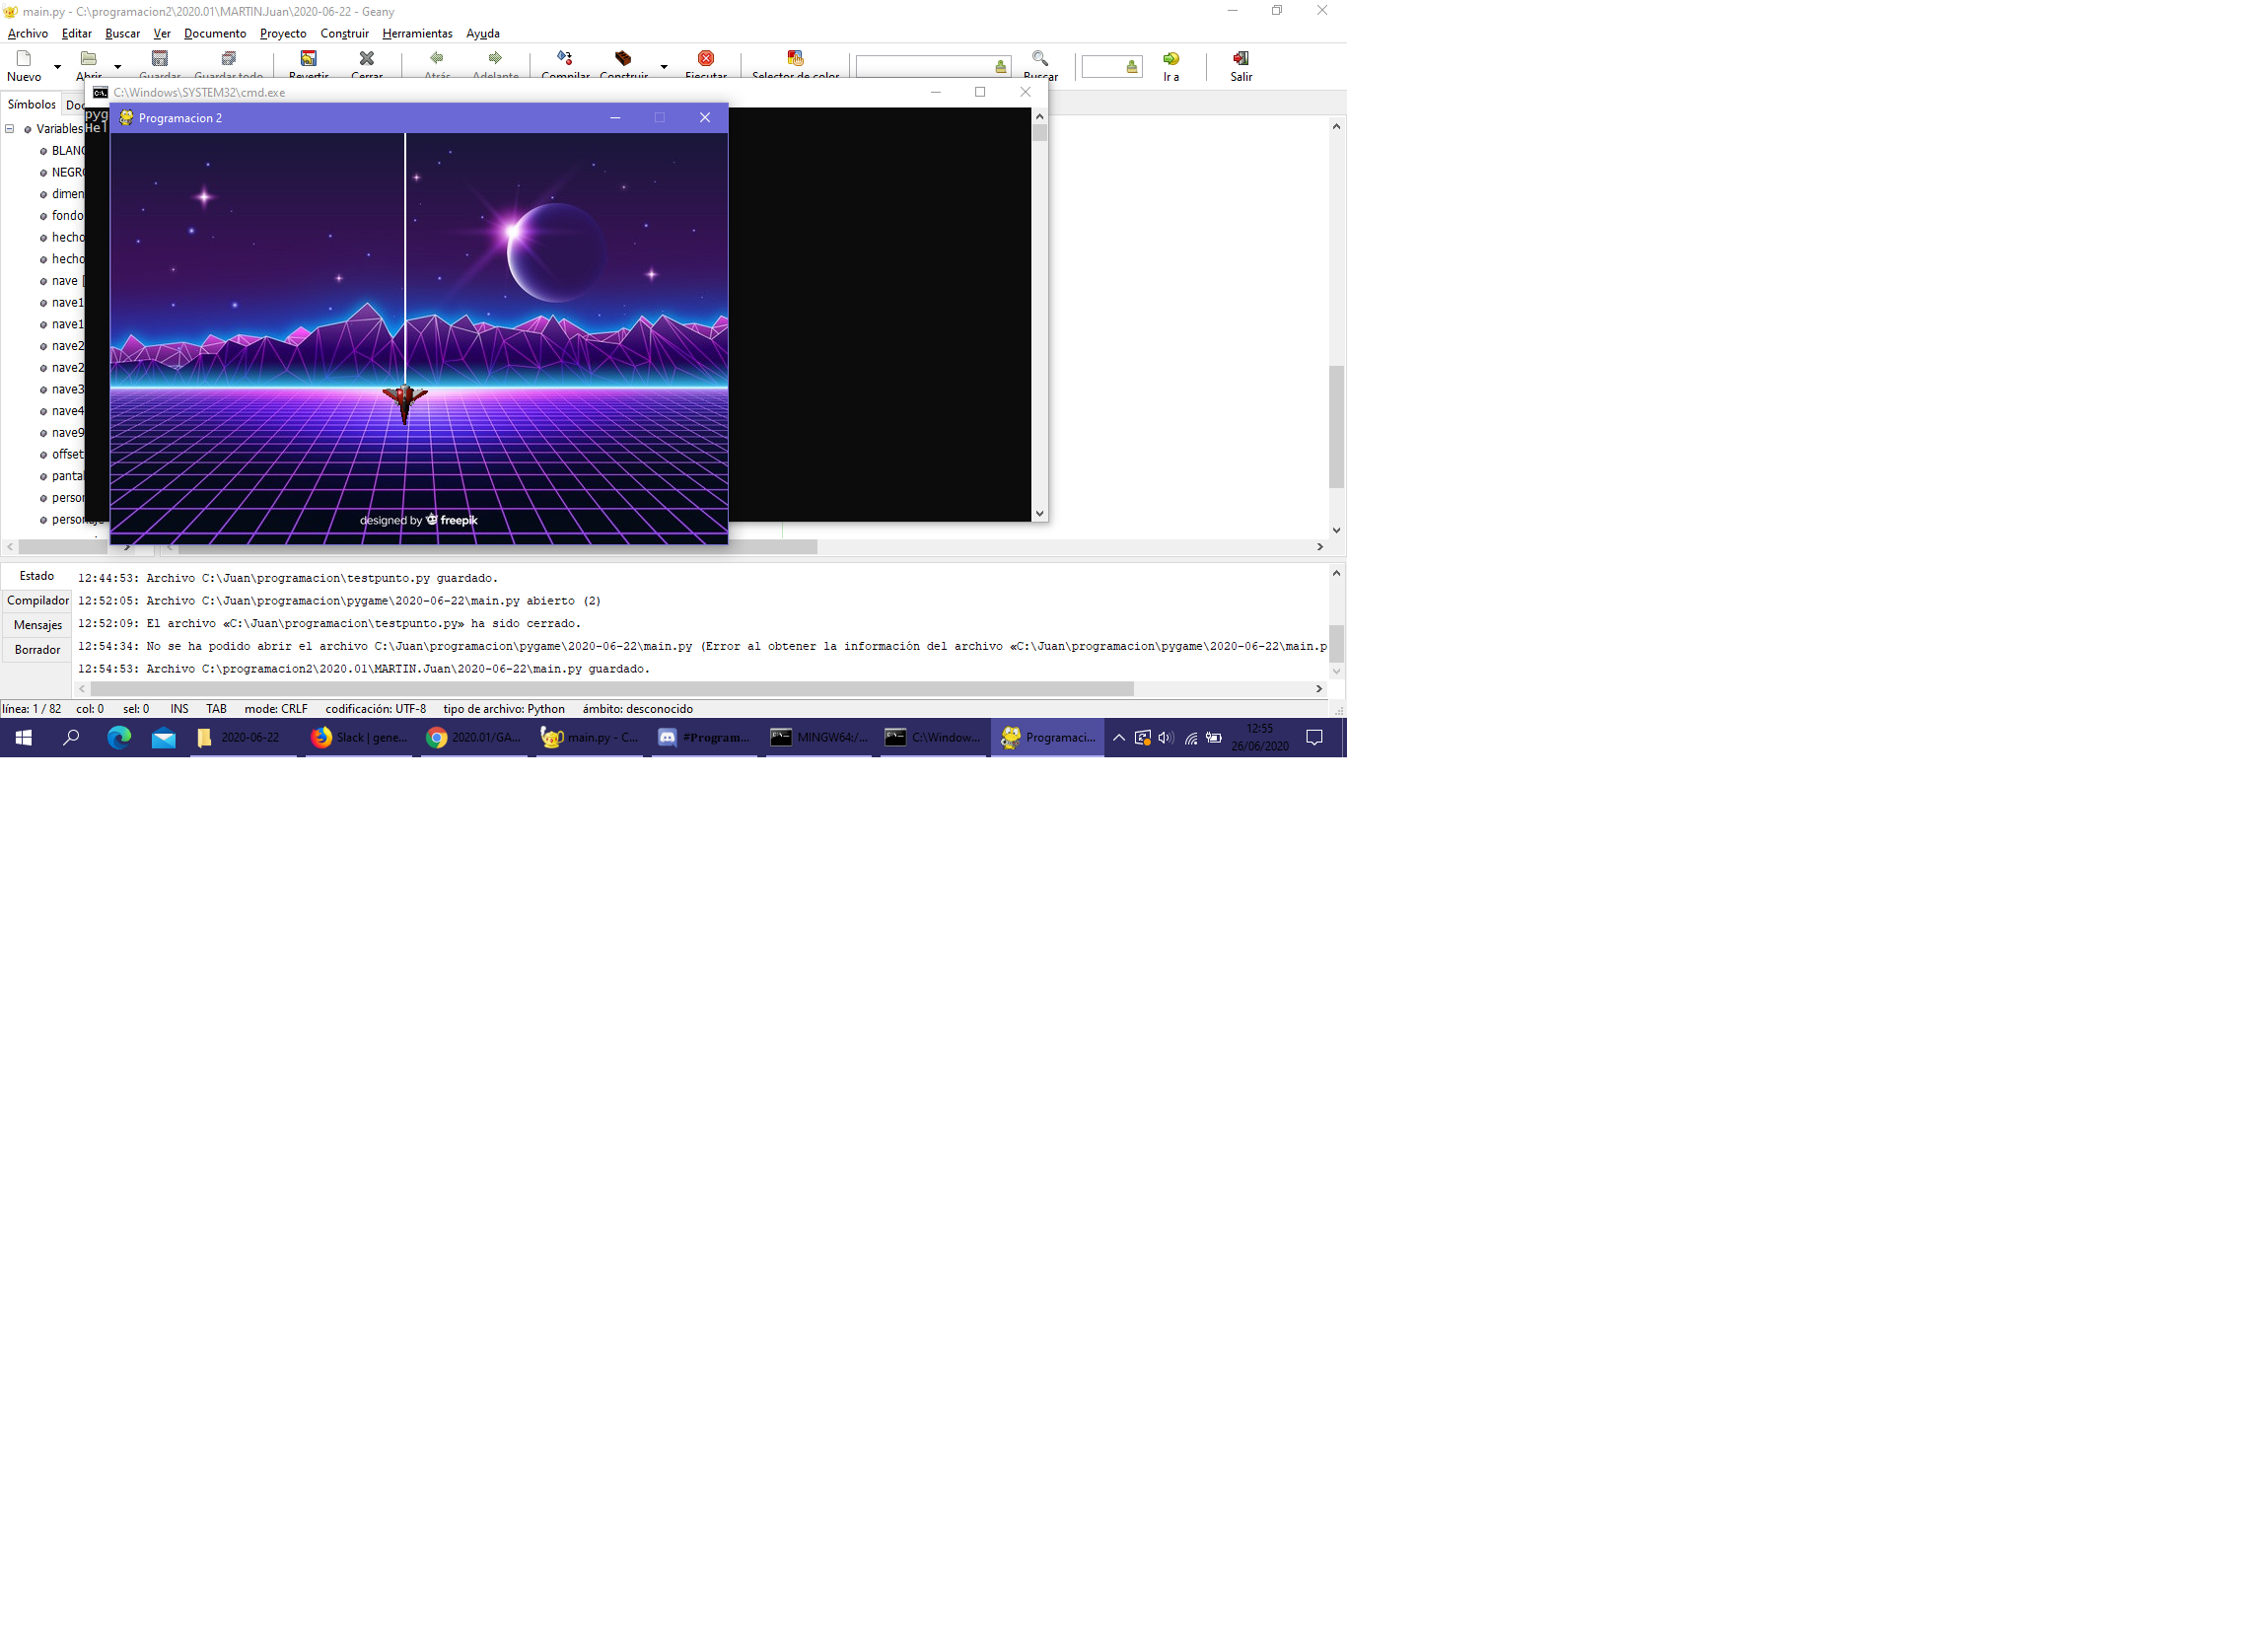 main.py - C:\programacion2\2020.01\MARTIN.Juan\2020-06-22 - Geany
Archivo Editar Buscar Ver Documento Proyecto Construir Herramientas Ayuda
Nuevo Abrir Guardar Guardar todo Revertir Cerrar Atrás Adelante Compilar Construir Ejecutar Selector de color Buscar Ir a Salir
C:\Windows\SYSTEM32\cmd.exe
Símbolos Doc
pyg
Hel
Programacion 2
Variables
BLANC
NEGRO
dimen
fondo
hecho
hecho
nave [
nave1
nave1
nave2
nave2
nave3
nave4
nave9
offset
pantal
person
personaje
designed by freepik
Estado
Compilador
Mensajes
Borrador
12:44:53: Archivo C:\Juan\programacion\testpunto.py guardado.
12:52:05: Archivo C:\Juan\programacion\pygame\2020-06-22\main.py abierto (2)
12:52:09: El archivo «C:\Juan\programacion\testpunto.py» ha sido cerrado.
12:54:34: No se ha podido abrir el archivo C:\Juan\programacion\pygame\2020-06-22\main.py (Error al obtener la información del archivo «C:\Juan\programacion\pygame\2020-06-22\main.p
12:54:53: Archivo C:\programacion2\2020.01\MARTIN.Juan\2020-06-22\main.py guardado.
línea: 1 / 82 col: 0 sel: 0 INS TAB mode: CRLF codificación: UTF-8 tipo de archivo: Python ámbito: desconocido
2020-06-22 Slack | gene... 2020.01/GA... main.py - C... #Program... MINGW64:/... C:\Window... Programaci... 12:55
26/06/2020